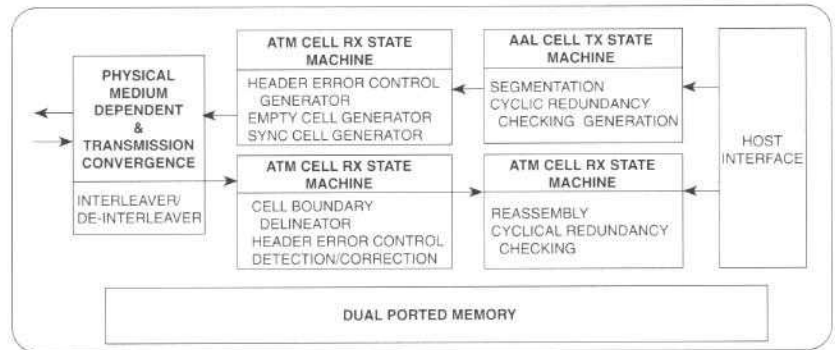 PHYSICAL
MEDIUM
DEPENDENT
&
TRANSMISSION
CONVERGENCE
INTERLEAVER/
DE-INTERLEAVER
ATM CELL RX STATE
MACHINE
HEADER ERROR CONTROL
GENERATOR
EMPTY CELL GENERATOR
SYNC CELL GENERATOR
AAL CELL TX STATE
MACHINE
SEGMENTATION
CYCLIC REDUNDANCY
CHECKING GENERATION
ATM CELL RX STATE
MACHINE
CELL BOUNDARY
DELINEATOR
HEADER ERROR CONTROL
DETECTION/CORRECTION
ATM CELL RX STATE
MACHINE
REASSEMBLY
CYCLICAL REDUNDANCY
CHECKING
HOST
INTERFACE
DUAL PORTED MEMORY